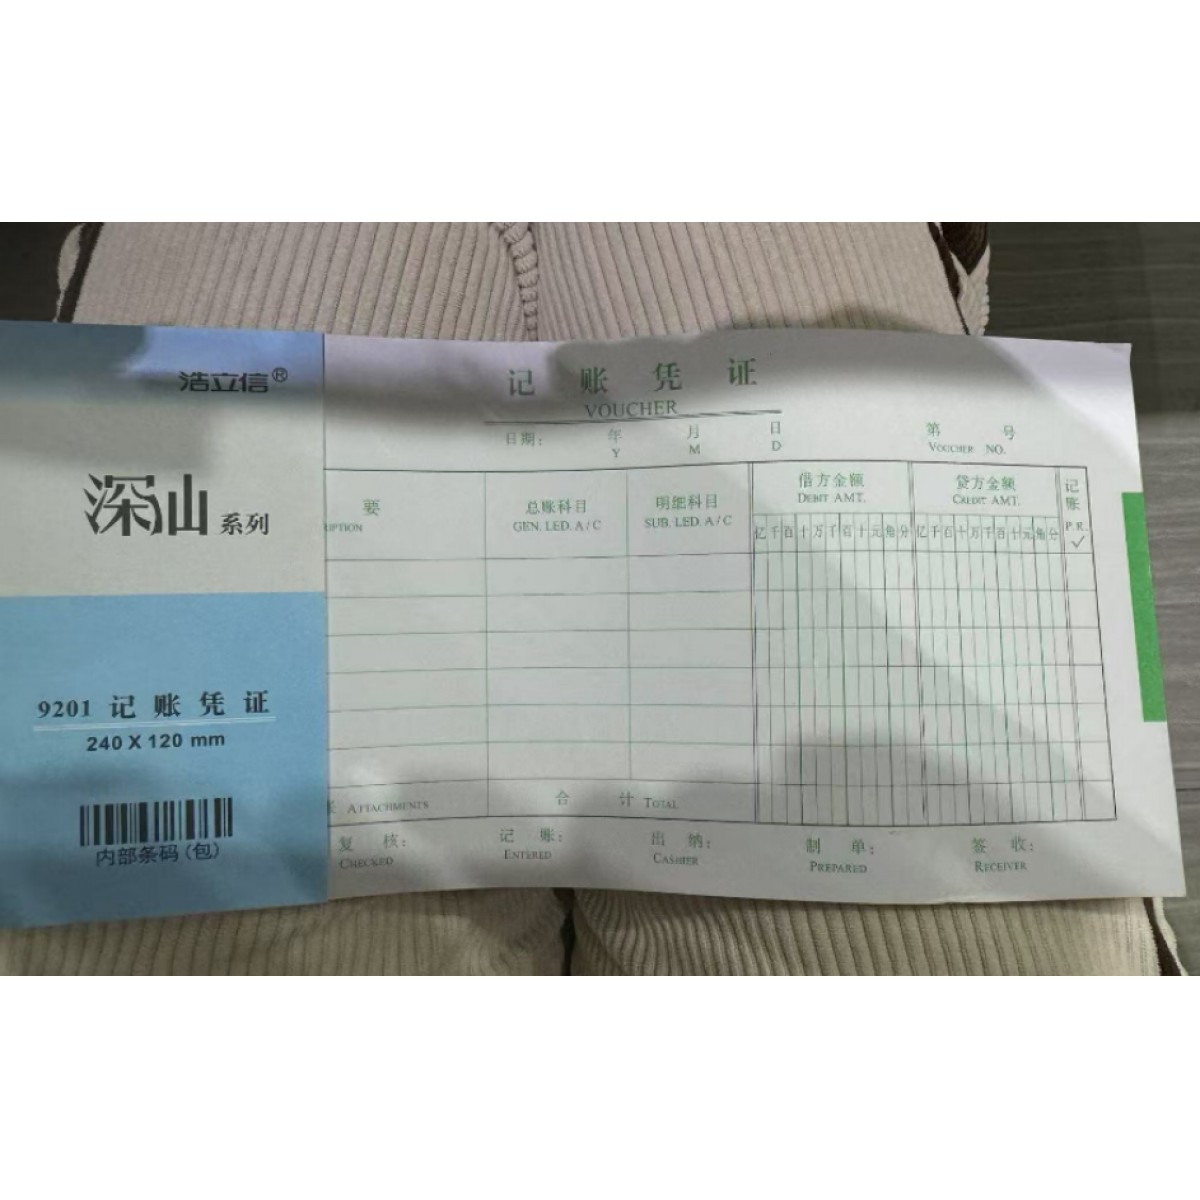 浩立信®
深山 系列
9201 记账凭证
240 X 120 mm
内部条码(包)
记账凭证
VOUCHER
日期: 年 月 日
Y M D
第 号
VOUCHER NO.
要
IPTION
总账科目
GEN. LED. A/C
明细科目
SUB. LED. A/C
借方金额
DEBIT AMT.
亿千百十万千百十元角分
贷方金额
CREDIT AMT.
亿千百十万千百十元角分
记账
P.R.
✓
ATTACHMENTS
合计 TOTAL
复核: 记账: 出纳: 制单: 签收:
CHECKED ENTERED CASHIER PREPARED RECEIVER